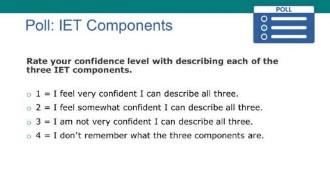 POLL
Poll: IET Components
Rate your confidence level with describing each of the
three IET components.
1 = I feel very confident I can describe all three.
2 = I feel somewhat confident I can describe all three.
3 = I am not very confident I can describe all three.
4 = I don't remember what the three components are.